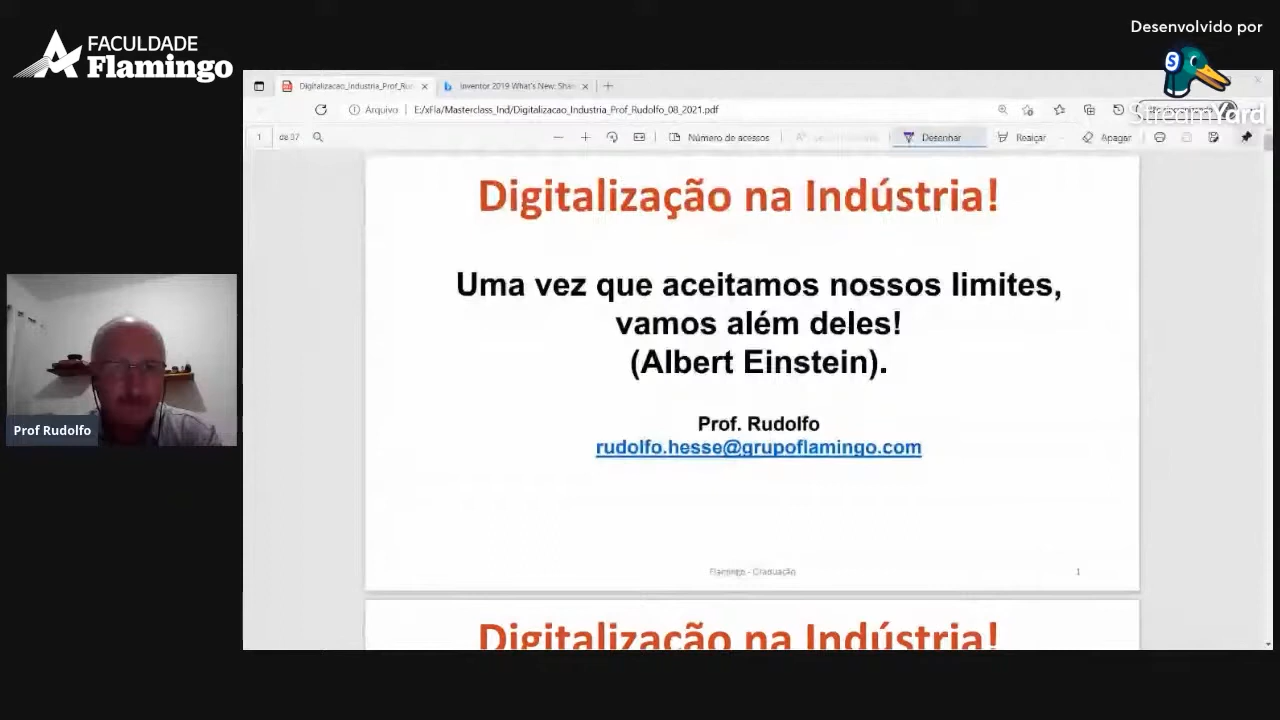 FACULDADE
Flamingo
Desenvolvido por
StreamYard
Digitalizacao_Industria_Prof_Ru
Inventor 2019 What's New: Sha
Arquivo
E:/xFla/Masterclass_Ind/Digitalizacao_Industria_Prof_Rudolfo_08_2021.pdf
1
de 37
Número de acessos
Desenhar
Realçar
Apagar
Digitalização na Indústria!
Uma vez que aceitamos nossos limites,
vamos além deles!
(Albert Einstein).
Prof. Rudolfo
rudolfo.hesse@grupoflamingo.com
Flamingo - Graduação
1
Prof Rudolfo
Digitalização na Indústria!